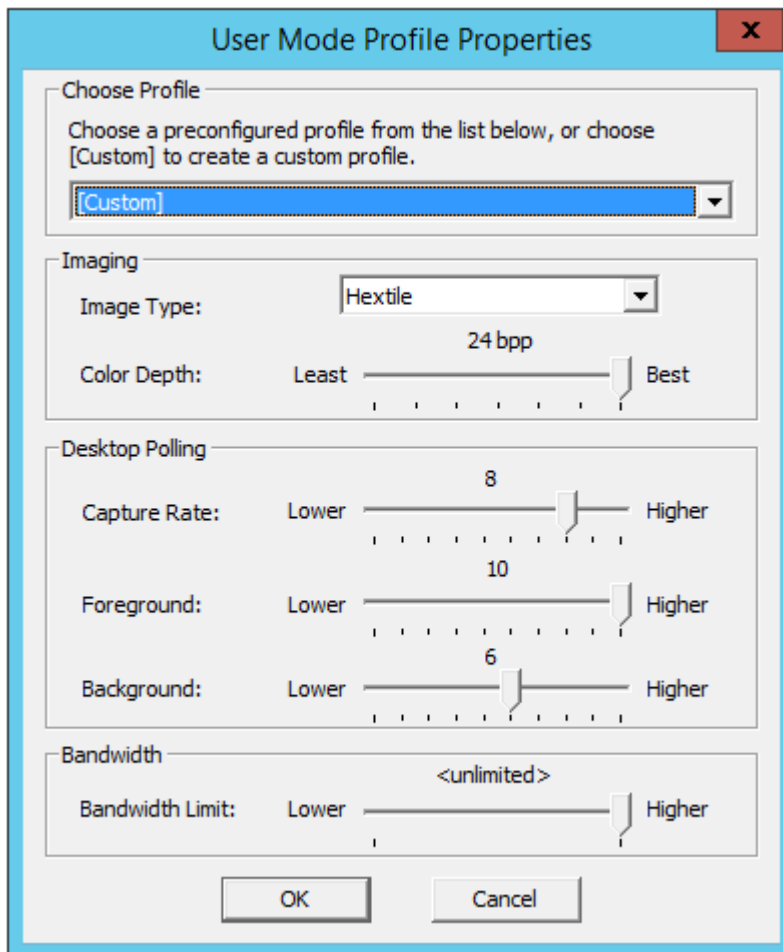 User Mode Profile Properties
x
Choose Profile
Choose a preconfigured profile from the list below, or choose
[Custom] to create a custom profile.
[Custom]
Imaging
Image Type: Hextile
24 bpp
Color Depth: Least Best
Desktop Polling
8
Capture Rate: Lower Higher
10
Foreground: Lower Higher
6
Background: Lower Higher
Bandwidth
<unlimited>
Bandwidth Limit: Lower Higher
OK Cancel